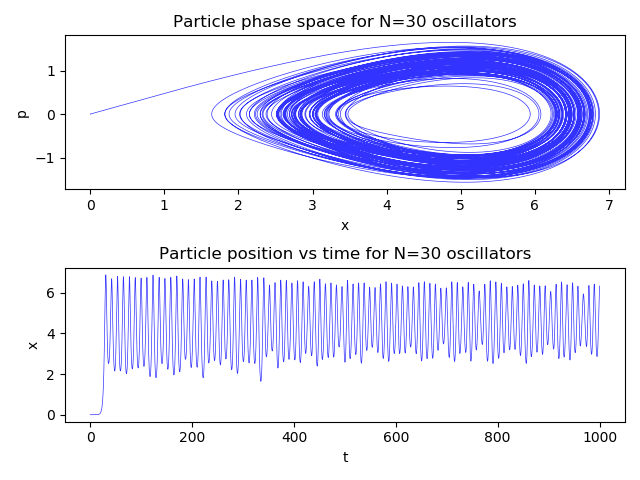 Particle phase space for N=30 oscillators
1
0
−1
p
0 1 2 3 4 5 6 7
x
Particle position vs time for N=30 oscillators
6
4
2
0
x
0 200 400 600 800 1000
t